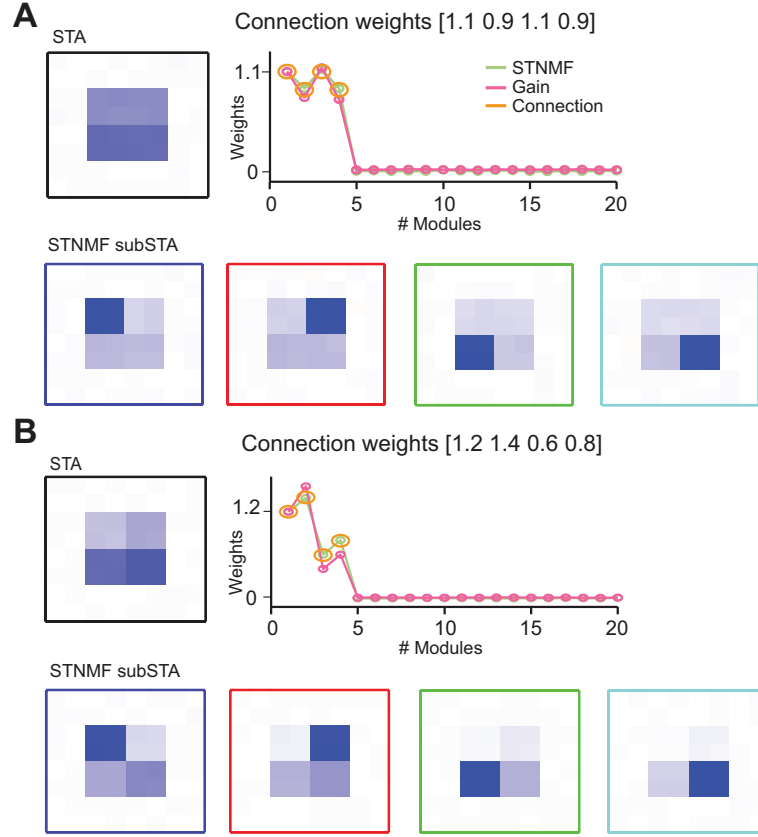 A
Connection weights [1.1 0.9 1.1 0.9]
STA
1.1
0
Weights
STNMF
Gain
Connection
0 5 10 15 20
# Modules
STNMF subSTA
B
Connection weights [1.2 1.4 0.6 0.8]
STA
1.2
0
Weights
0 5 10 15 20
# Modules
STNMF subSTA